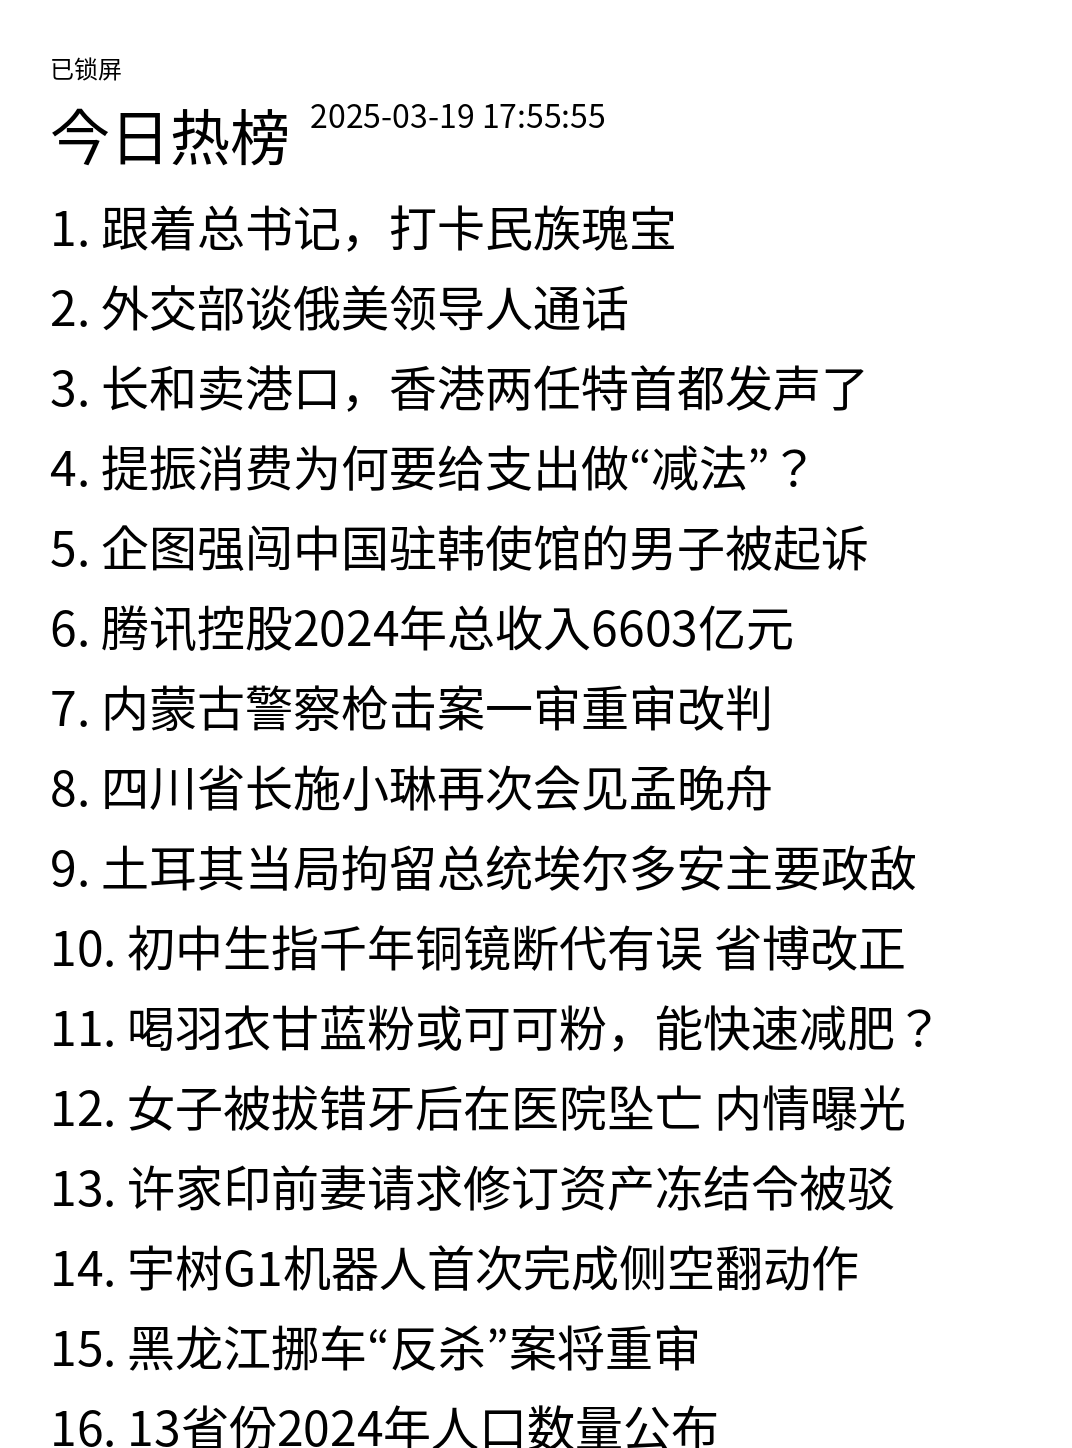 已锁屏
今日热榜 2025-03-19 17:55:55
1. 跟着总书记，打卡民族瑰宝
2. 外交部谈俄美领导人通话
3. 长和卖港口，香港两任特首都发声了
4. 提振消费为何要给支出做“减法”？
5. 企图强闯中国驻韩使馆的男子被起诉
6. 腾讯控股2024年总收入6603亿元
7. 内蒙古警察枪击案一审重审改判
8. 四川省长施小琳再次会见孟晚舟
9. 土耳其当局拘留总统埃尔多安主要政敌
10. 初中生指千年铜镜断代有误 省博改正
11. 喝羽衣甘蓝粉或可可粉，能快速减肥？
12. 女子被拔错牙后在医院坠亡 内情曝光
13. 许家印前妻请求修订资产冻结令被驳
14. 宇树G1机器人首次完成侧空翻动作
15. 黑龙江挪车“反杀”案将重审
16. 13省份2024年人口数量公布